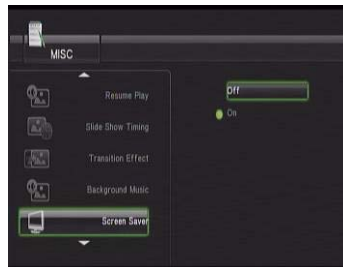 MISC
Resume Play
Slide Show Timing
Transition Effect
Background Music
Screen Saver
Off
On